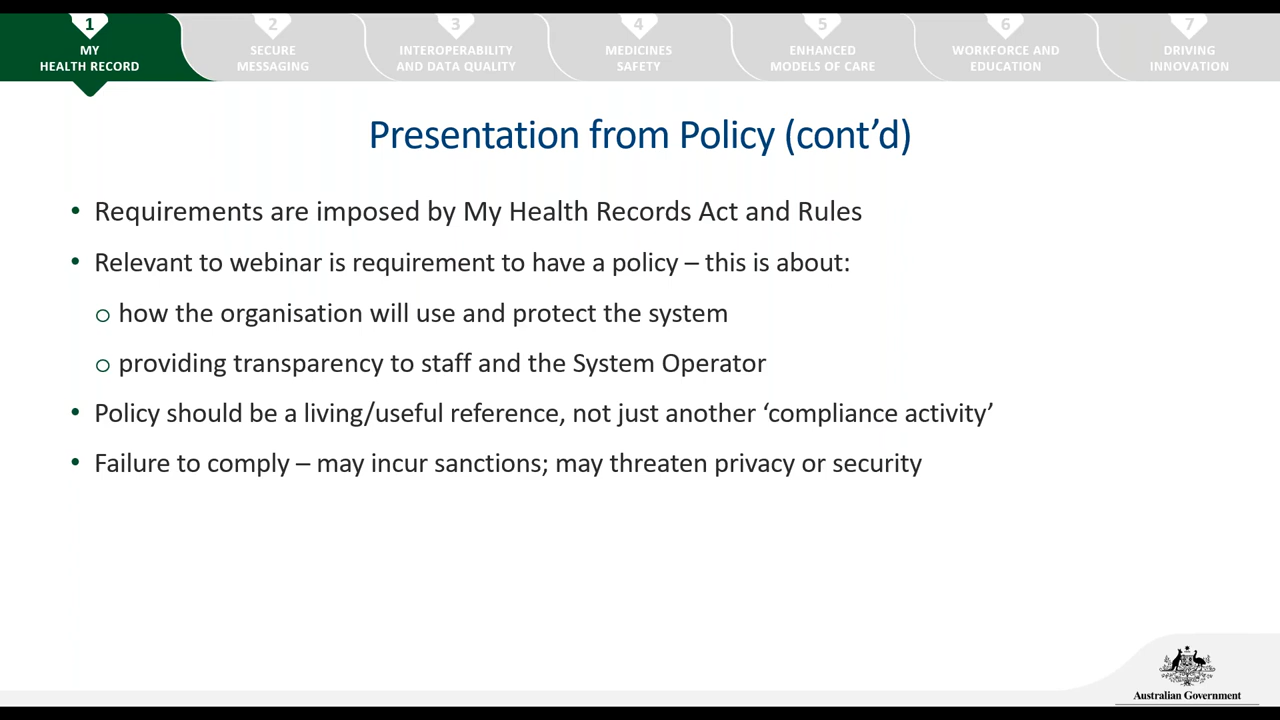 1
MY
HEALTH RECORD
2
SECURE
MESSAGING
3
INTEROPERABILITY
AND DATA QUALITY
4
MEDICINES
SAFETY
5
ENHANCED
MODELS OF CARE
6
WORKFORCE AND
EDUCATION
7
DRIVING
INNOVATION
Presentation from Policy (cont’d)
• Requirements are imposed by My Health Records Act and Rules
• Relevant to webinar is requirement to have a policy – this is about:
o how the organisation will use and protect the system
o providing transparency to staff and the System Operator
• Policy should be a living/useful reference, not just another ‘compliance activity’
• Failure to comply – may incur sanctions; may threaten privacy or security
Australian Government